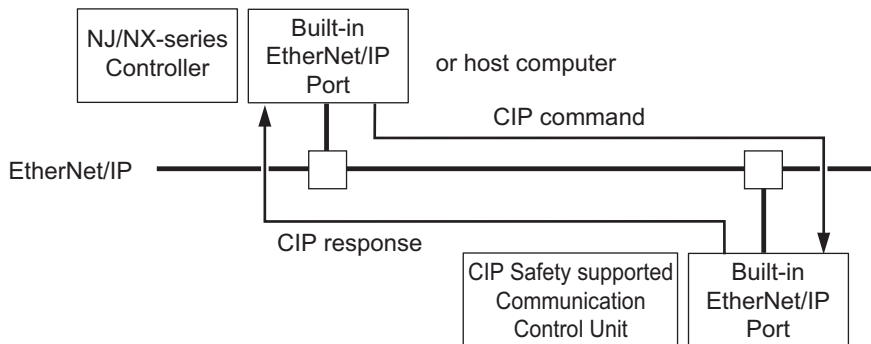 NJ/NX-series
Controller
Built-in
EtherNet/IP
Port
or host computer
CIP command
EtherNet/IP
CIP response
CIP Safety supported
Communication
Control Unit
Built-in
EtherNet/IP
Port